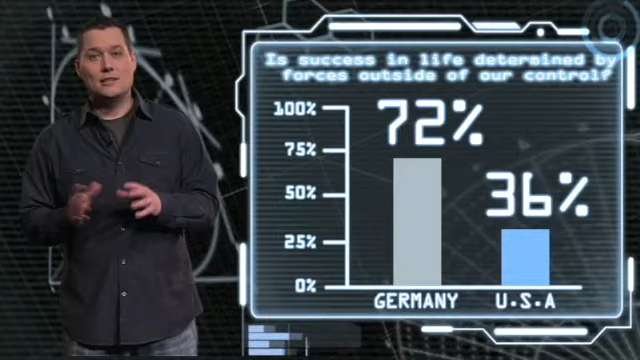 Is success in life determined by
forces outside of our control?
100%
75%
50%
25%
0%
72%
36%
GERMANY
U.S.A